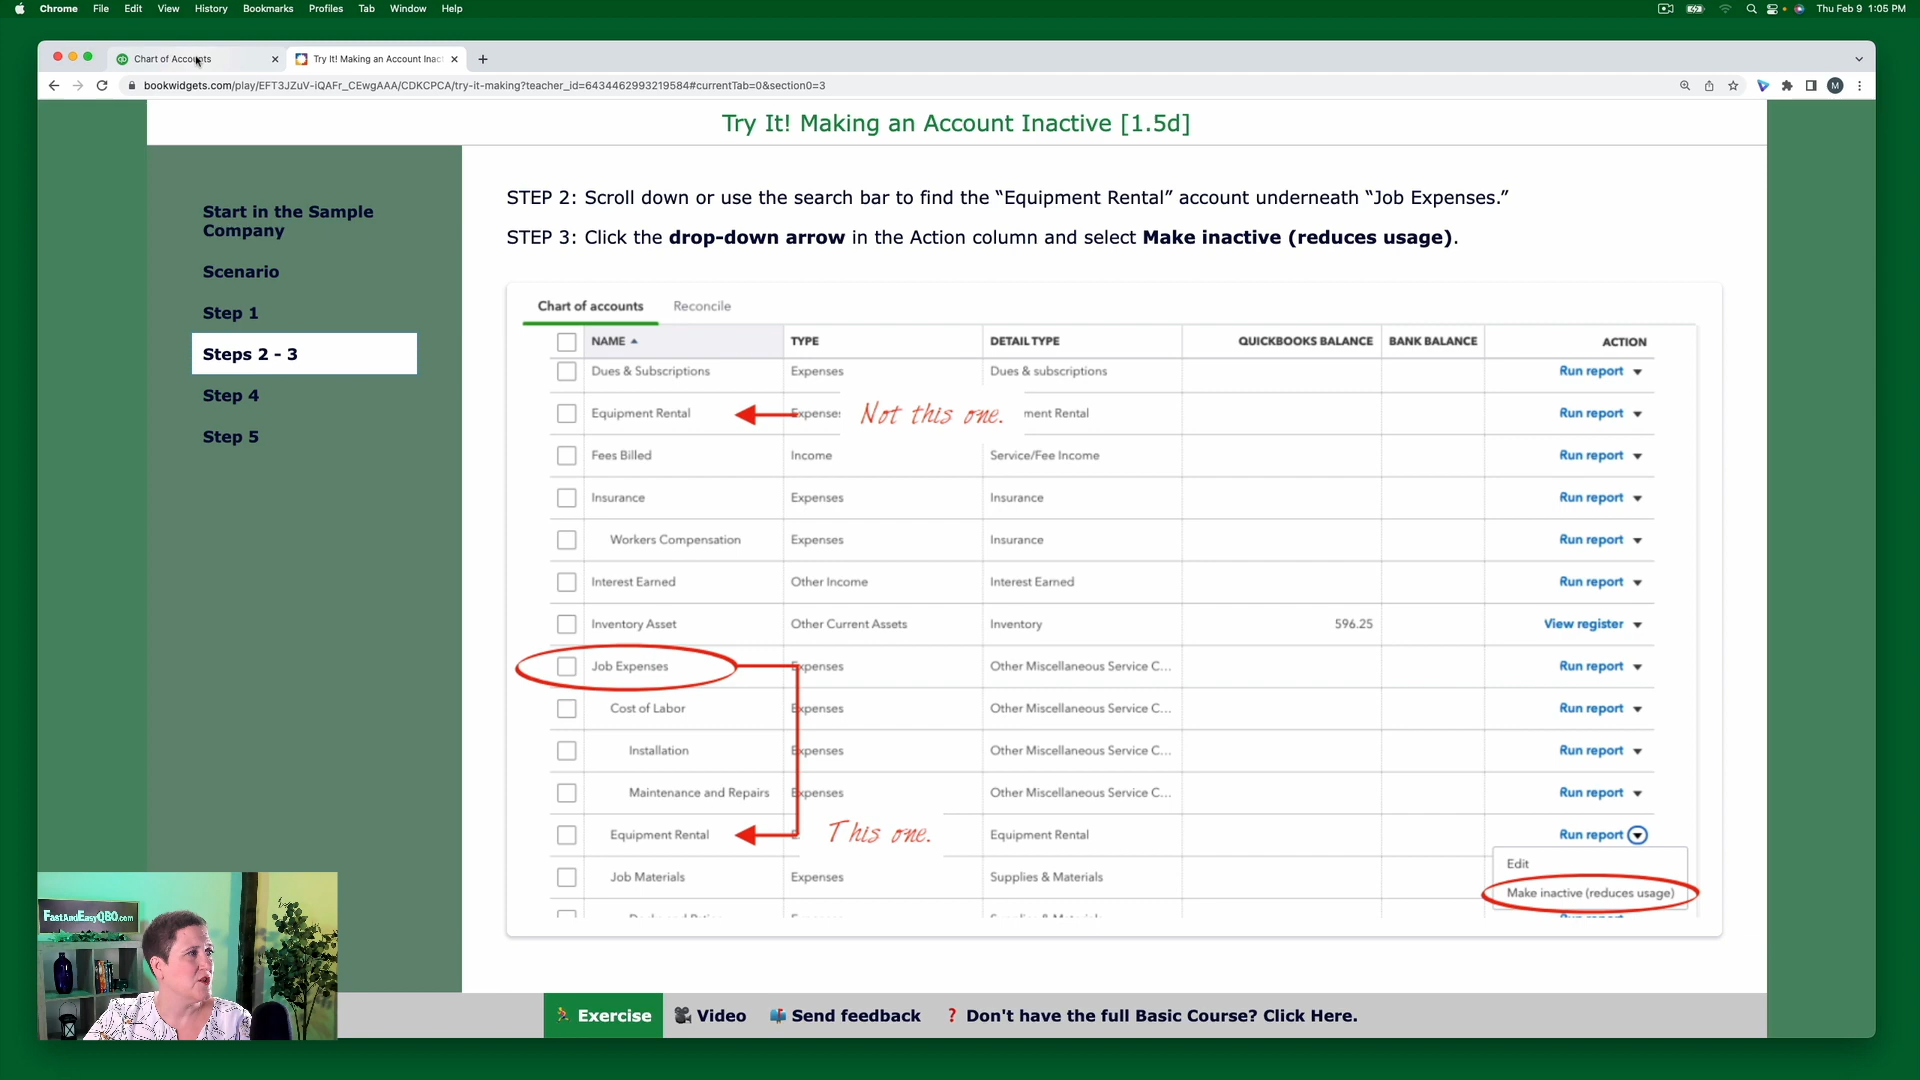 Chrome File Edit View History Bookmarks Profiles Tab Window Help
Thu Feb 9 1:05 PM
Chart of Accounts
Try It! Making an Account Inact
bookwidgets.com/play/EFT3JZuV-iQAFr_CEwgAAA/CDKCPCA/try-it-making?teacher_id=6434462993219584#currentTab=0&section0=3
M
Try It! Making an Account Inactive [1.5d]
Start in the Sample
Company
Scenario
Step 1
Steps 2 - 3
Step 4
Step 5
STEP 2: Scroll down or use the search bar to find the “Equipment Rental” account underneath “Job Expenses.”
STEP 3: Click the drop-down arrow in the Action column and select Make inactive (reduces usage).
Chart of accounts Reconcile
NAME TYPE DETAIL TYPE QUICKBOOKS BALANCE BANK BALANCE ACTION
Dues & Subscriptions Expenses Dues & subscriptions Run report
Equipment Rental Expenses Not this one. ment Rental Run report
Fees Billed Income Service/Fee Income Run report
Insurance Expenses Insurance Run report
Workers Compensation Expenses Insurance Run report
Interest Earned Other Income Interest Earned Run report
Inventory Asset Other Current Assets Inventory 596.25 View register
Job Expenses Expenses Other Miscellaneous Service C... Run report
Cost of Labor Expenses Other Miscellaneous Service C... Run report
Installation Expenses Other Miscellaneous Service C... Run report
Maintenance and Repairs Expenses Other Miscellaneous Service C... Run report
Equipment Rental This one. Equipment Rental Run report
Edit
Job Materials Expenses Supplies & Materials
Make inactive (reduces usage)
FastAndEasyQBO.com
Exercise Video Send feedback ? Don't have the full Basic Course? Click Here.